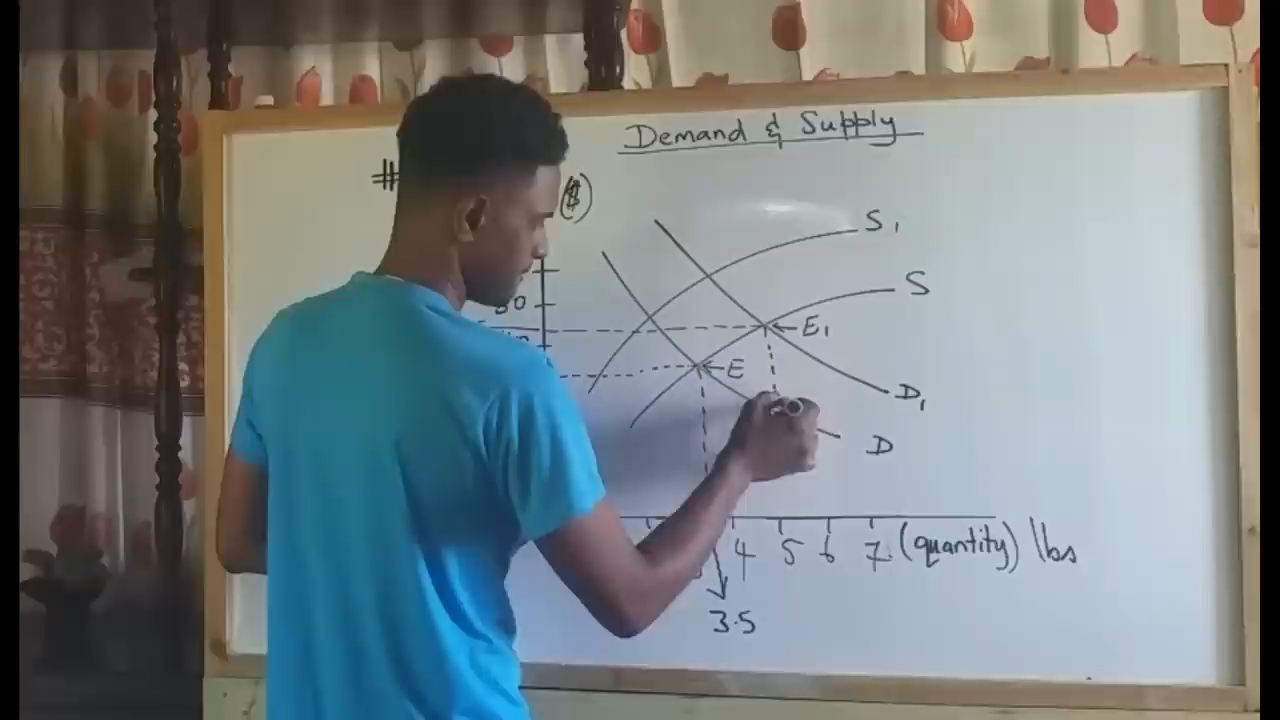 Demand & Supply
#
($)
S₁
S
E₁
E
D₁
D
4 5 6 7 (quantity) lbs
3.5